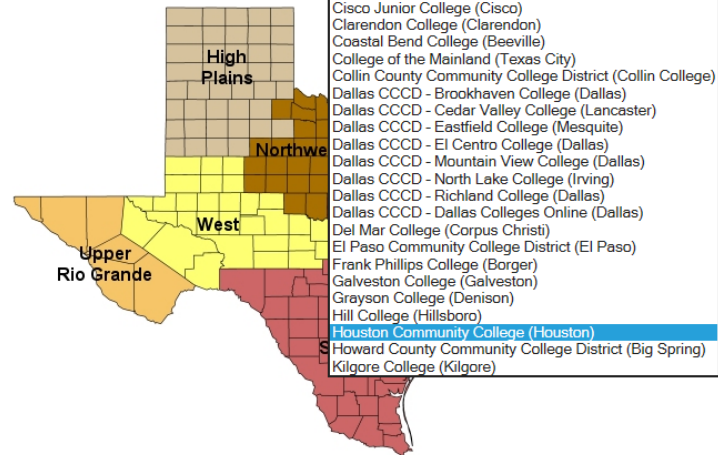 High
Plains
Northwe
West
Upper
Rio Grande
S
Cisco Junior College (Cisco)
Clarendon College (Clarendon)
Coastal Bend College (Beeville)
College of the Mainland (Texas City)
Collin County Community College District (Collin College)
Dallas CCCD - Brookhaven College (Dallas)
Dallas CCCD - Cedar Valley College (Lancaster)
Dallas CCCD - Eastfield College (Mesquite)
Dallas CCCD - El Centro College (Dallas)
Dallas CCCD - Mountain View College (Dallas)
Dallas CCCD - North Lake College (Irving)
Dallas CCCD - Richland College (Dallas)
Dallas CCCD - Dallas Colleges Online (Dallas)
Del Mar College (Corpus Christi)
El Paso Community College District (El Paso)
Frank Phillips College (Borger)
Galveston College (Galveston)
Grayson College (Denison)
Hill College (Hillsboro)
Houston Community College (Houston)
Howard County Community College District (Big Spring)
Kilgore College (Kilgore)